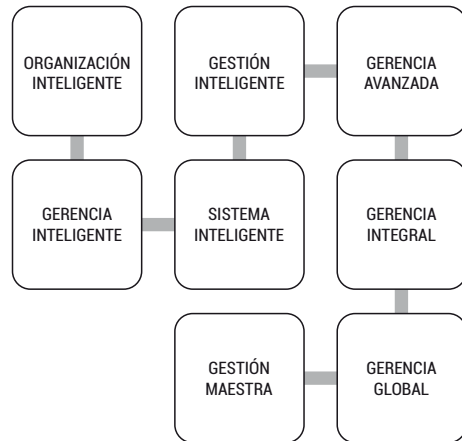 ORGANIZACIÓN
INTELIGENTE
GESTIÓN
INTELIGENTE
GERENCIA
AVANZADA
GERENCIA
INTELIGENTE
SISTEMA
INTELIGENTE
GERENCIA
INTEGRAL
GESTIÓN
MAESTRA
GERENCIA
GLOBAL